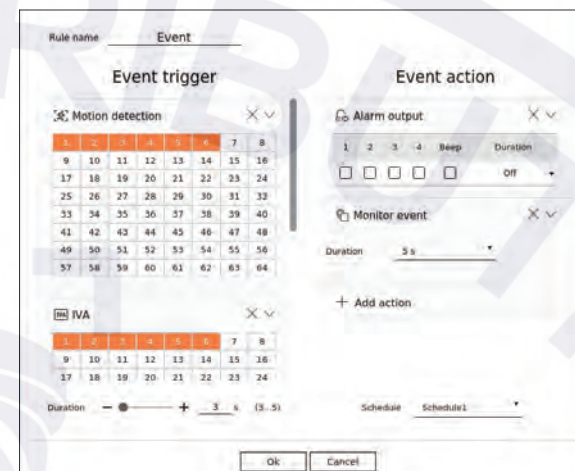 Rule name Event
Event trigger
Motion detection
1 2 3 4 5 6 7 8
9 10 11 12 13 14 15 16
17 18 19 20 21 22 23 24
25 26 27 28 29 30 31 32
33 34 35 36 37 38 39 40
41 42 43 44 45 46 47 48
49 50 51 52 53 54 55 56
57 58 59 60 61 62 63 64
IVA IVA
1 2 3 4 5 6 7 8
9 10 11 12 13 14 15 16
17 18 19 20 21 22 23 24
Duration 3 s (3...5)
Event action
Alarm output
1 2 3 4 Beep Duration
Off
Monitor event
Duration 5 s
+ Add action
Schedule Schedule1
Ok Cancel